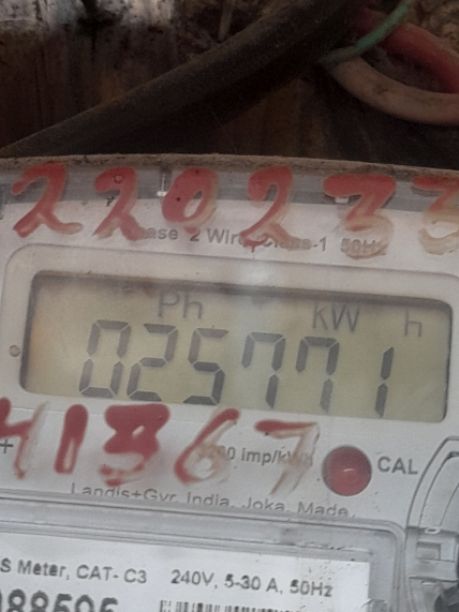 220233
Phase 2 Wire Class-1 50Hz
Ph kW h
025771
41367
imp/kWh
CAL
Landis+Gyr, India, Joka, Made
S Meter, CAT- C3 240V, 5-30 A, 50Hz